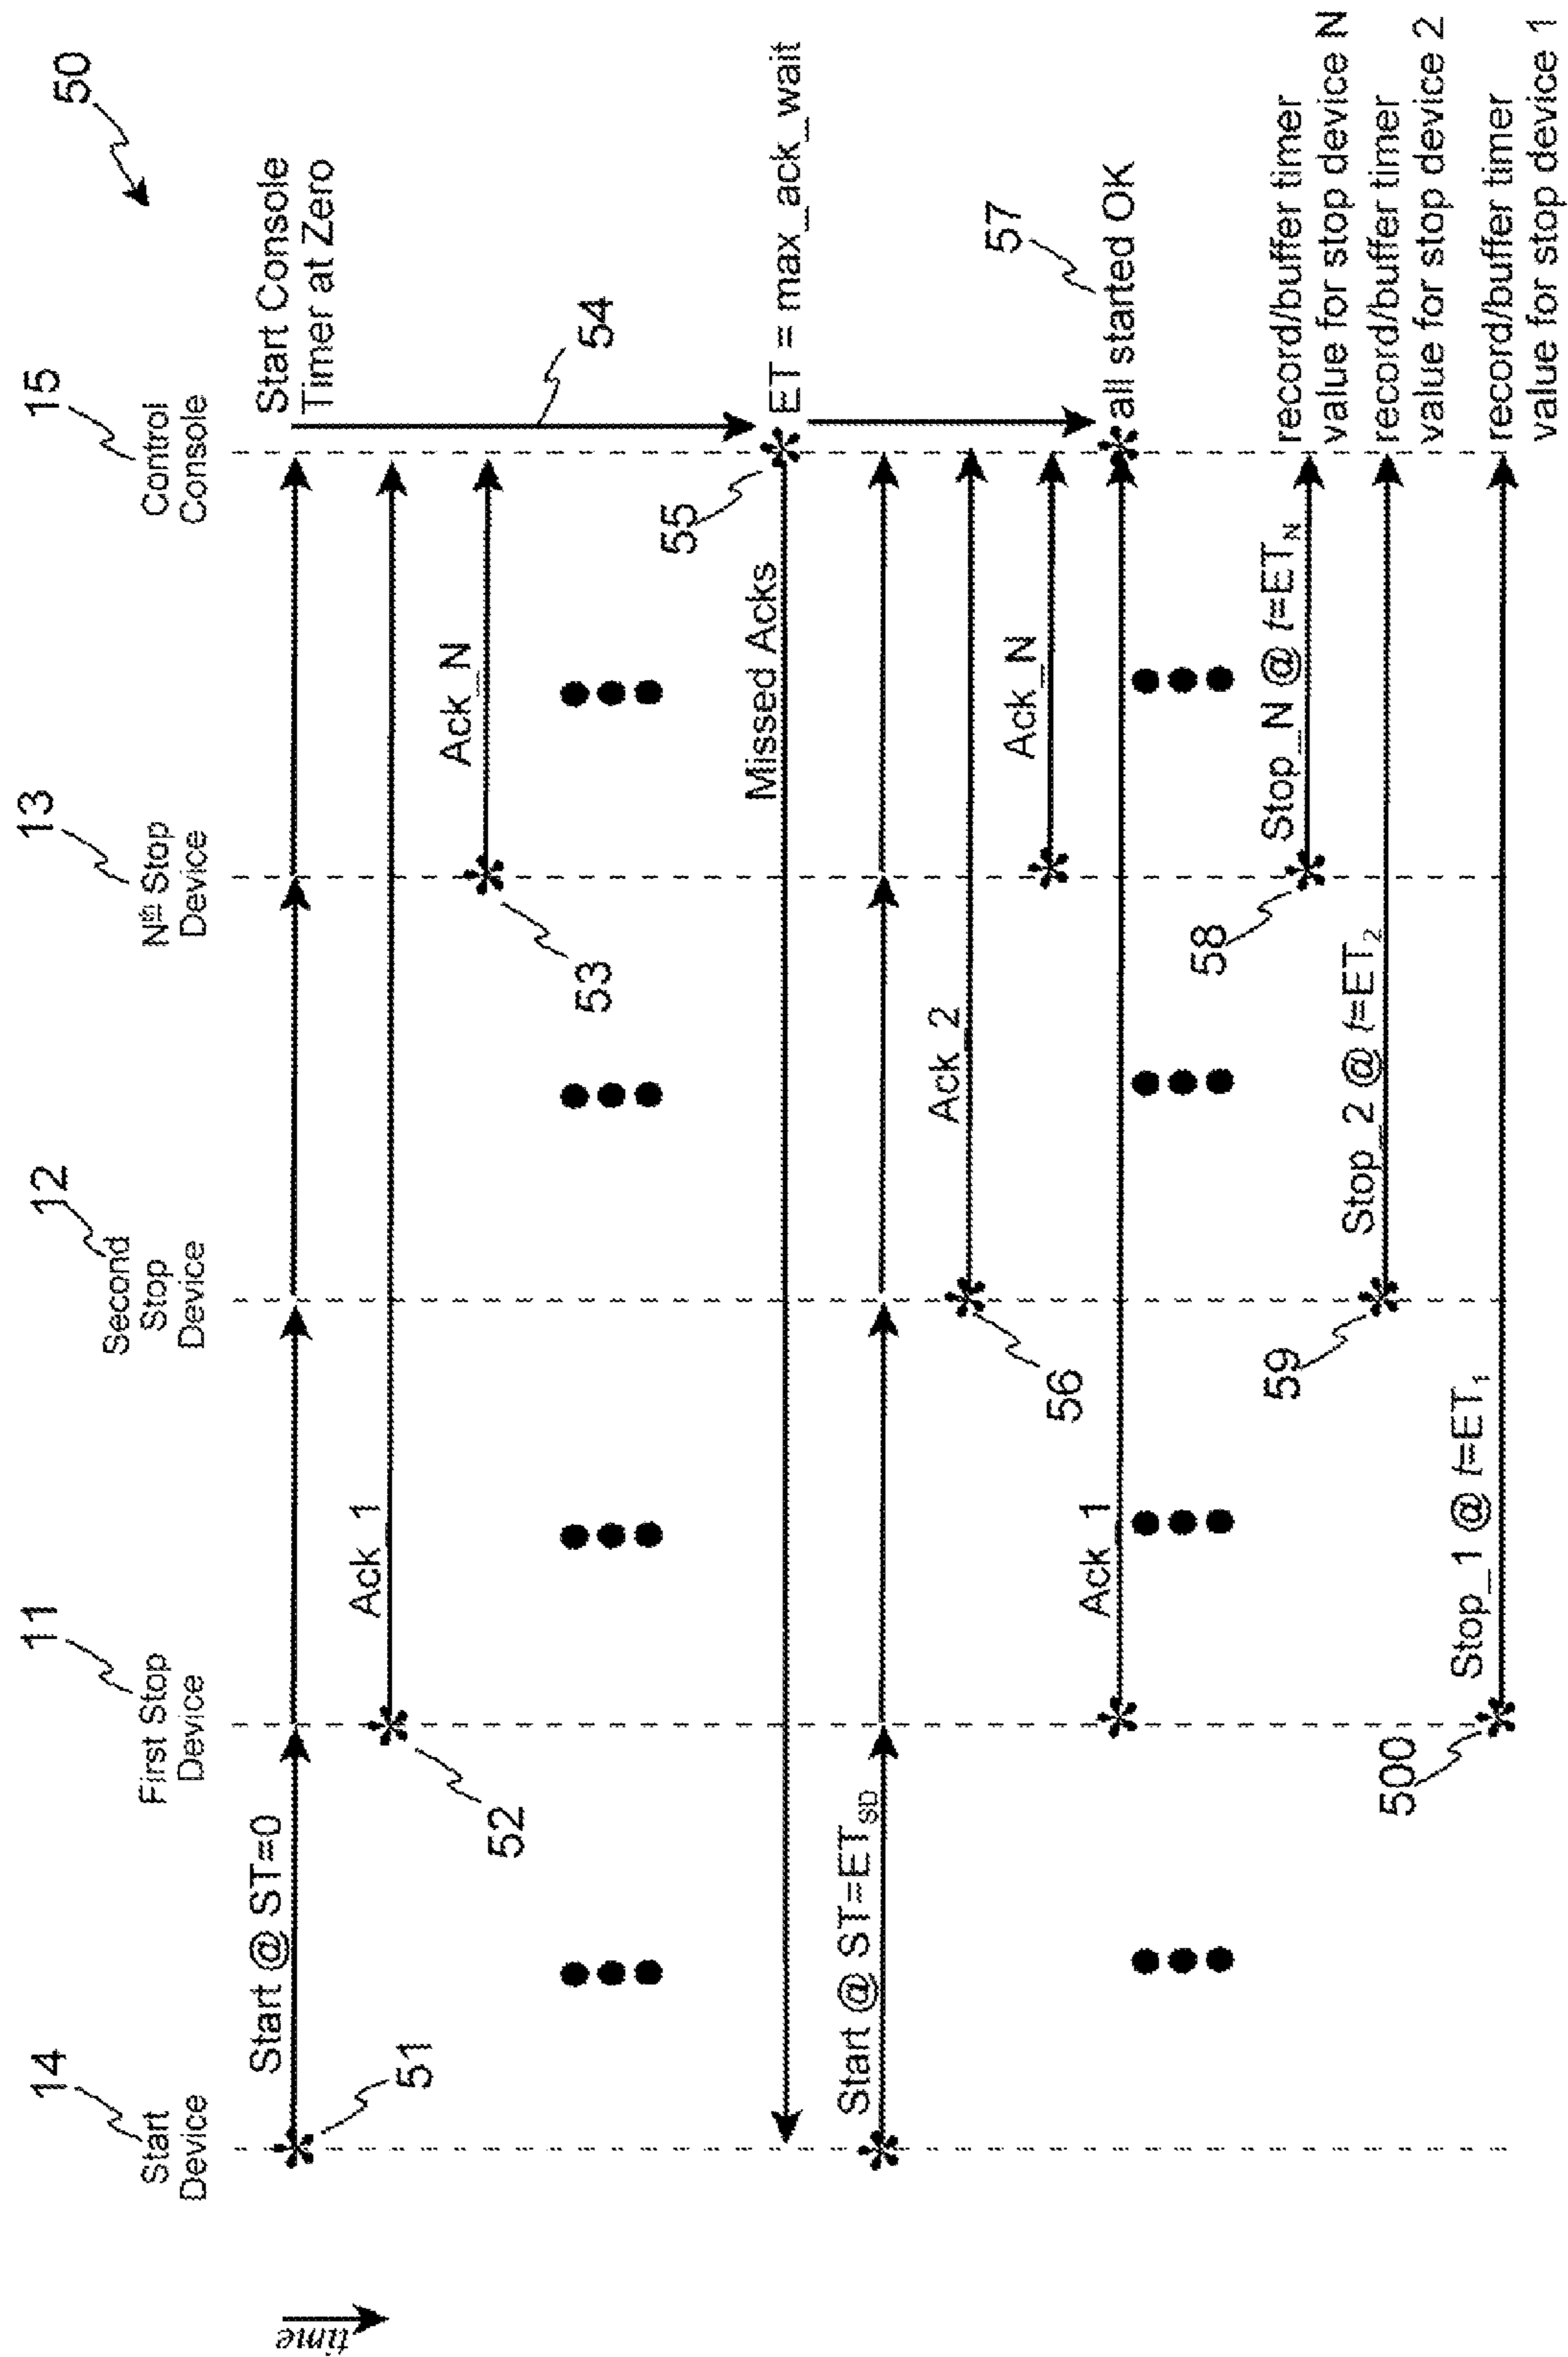 50
14
11
12
13
15
Start
Device
First Stop
Device
Second
Stop
Device
Nth Stop
Device
Control
Console
time
Start @ ST=0
Start Console
Timer at Zero
51
Ack_1
52
Ack_N
53
54
Missed Acks
55
ET = max_ack_wait
Start @ ST=ETSD
Ack_2
56
Ack_N
Ack_1
57
all started OK
Stop_N @ t=ETN
58
record/buffer timer
value for stop device N
Stop_2 @ t=ET2
59
record/buffer timer
value for stop device 2
Stop_1 @ t=ET1
500
record/buffer timer
value for stop device 1